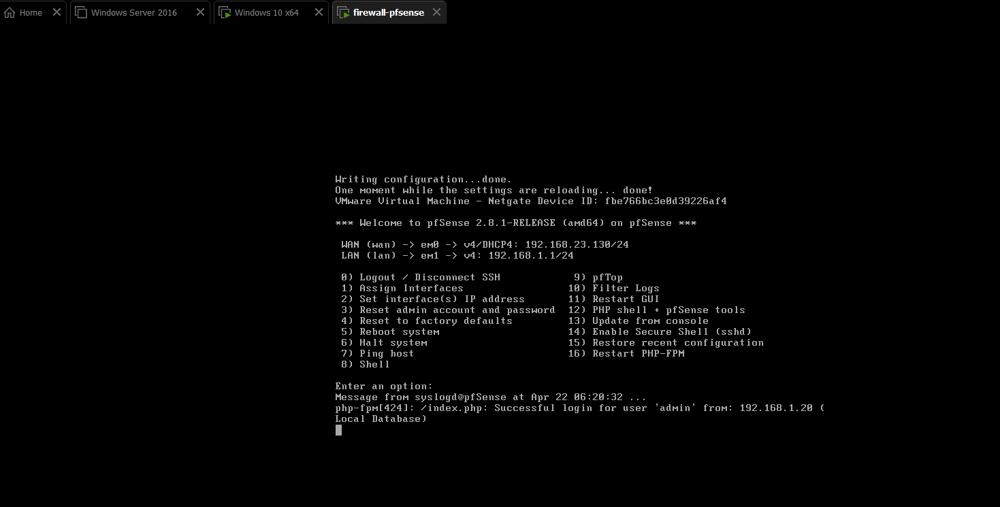 Home
Windows Server 2016
Windows 10 x64
firewall-pfsense
Writing configuration...done.
One moment while the settings are reloading... done!
VMware Virtual Machine - Netgate Device ID: fbe766bc3e0d39226af4
*** Welcome to pfSense 2.8.1-RELEASE (amd64) on pfSense ***
WAN (wan) -> em0 -> v4/DHCP4: 192.168.23.130/24
LAN (lan) -> em1 -> v4: 192.168.1.1/24
0) Logout / Disconnect SSH 9) pfTop
1) Assign Interfaces 10) Filter Logs
2) Set interface(s) IP address 11) Restart GUI
3) Reset admin account and password 12) PHP shell + pfSense tools
4) Reset to factory defaults 13) Update from console
5) Reboot system 14) Enable Secure Shell (sshd)
6) Halt system 15) Restore recent configuration
7) Ping host 16) Restart PHP-FPM
8) Shell
Enter an option:
Message from syslogd@pfSense at Apr 22 06:20:32 ...
php-fpm[424]: /index.php: Successful login for user 'admin' from: 192.168.1.20 (
Local Database)